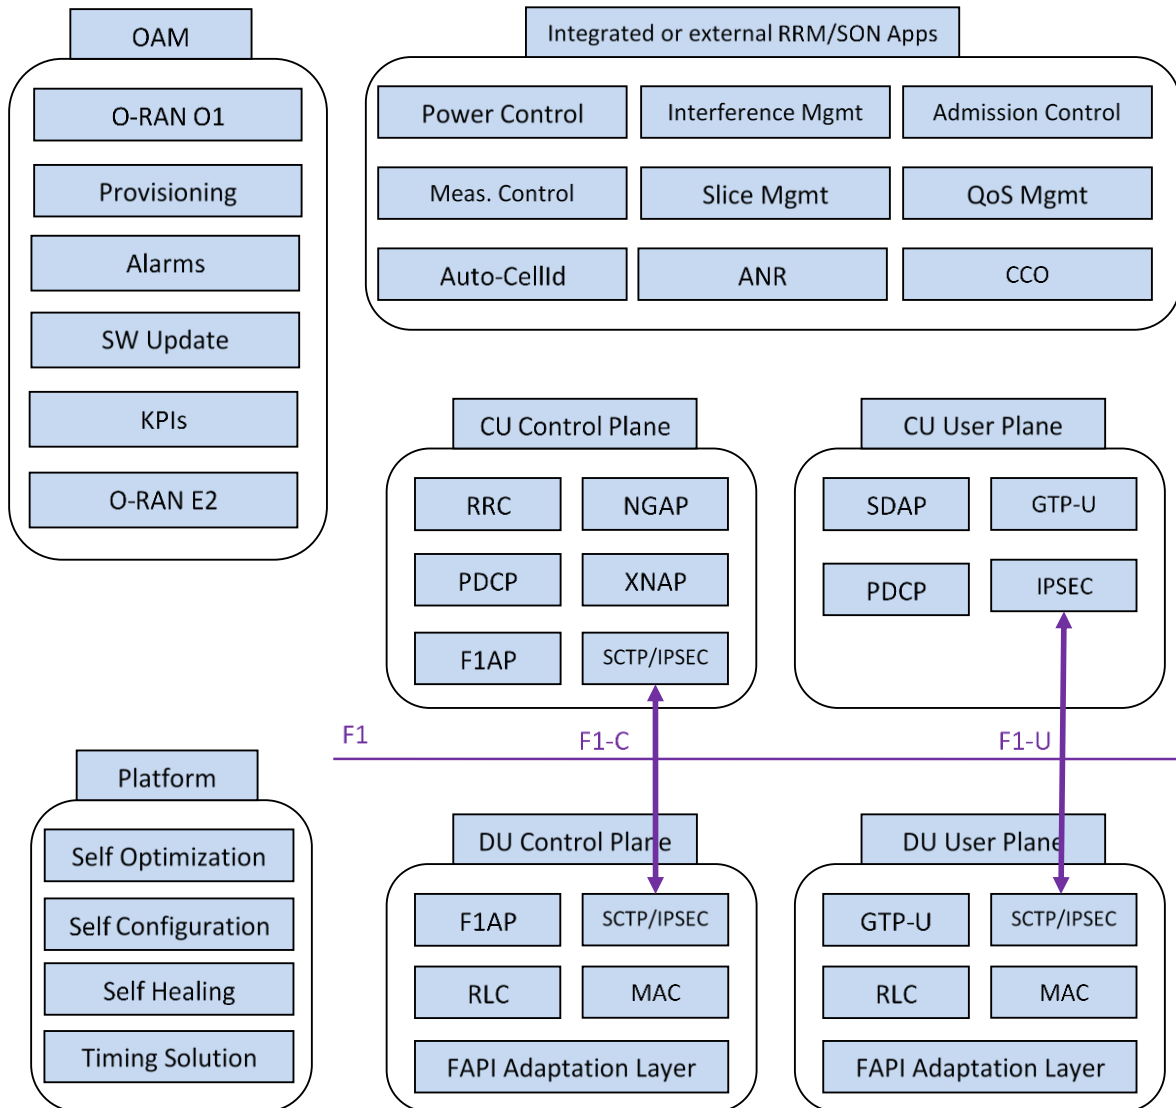 OAM
O-RAN O1
Provisioning
Alarms
SW Update
KPIs
O-RAN E2
Integrated or external RRM/SON Apps
Power Control
Interference Mgmt
Admission Control
Meas. Control
Slice Mgmt
QoS Mgmt
Auto-CellId
ANR
CCO
CU Control Plane
RRC
NGAP
PDCP
XNAP
F1AP
SCTP/IPSEC
CU User Plane
SDAP
GTP-U
PDCP
IPSEC
F1
F1-C
F1-U
Platform
Self Optimization
Self Configuration
Self Healing
Timing Solution
DU Control Plane
F1AP
SCTP/IPSEC
RLC
MAC
FAPI Adaptation Layer
DU User Plane
GTP-U
SCTP/IPSEC
RLC
MAC
FAPI Adaptation Layer